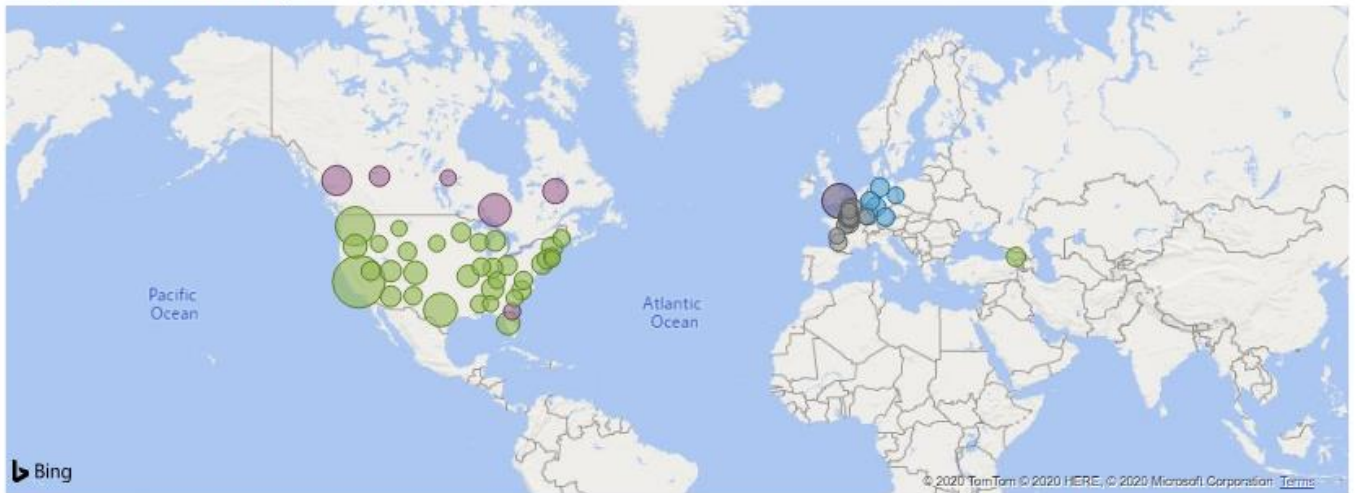 Pacific
Ocean
Atlantic
Ocean
Bing
© 2020 TomTom © 2020 HERE, © 2020 Microsoft Corporation Terms